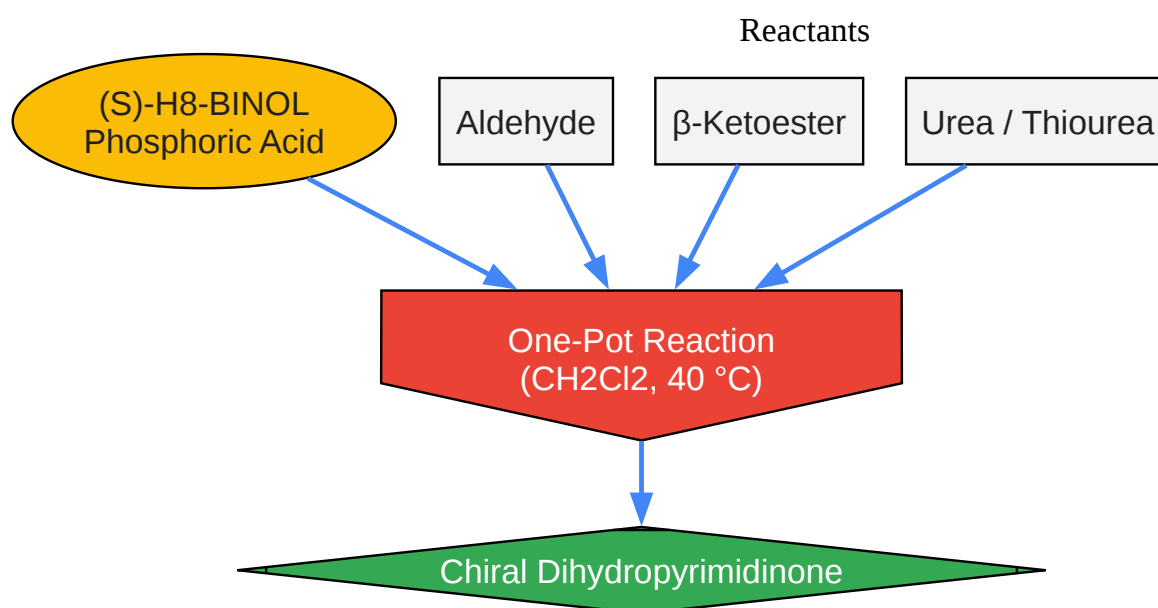 Reactants
(S)-H8-BINOL
Phosphoric Acid
Aldehyde
β-Ketoester
Urea / Thiourea
One-Pot Reaction
(CH2Cl2, 40 °C)
Chiral Dihydropyrimidinone